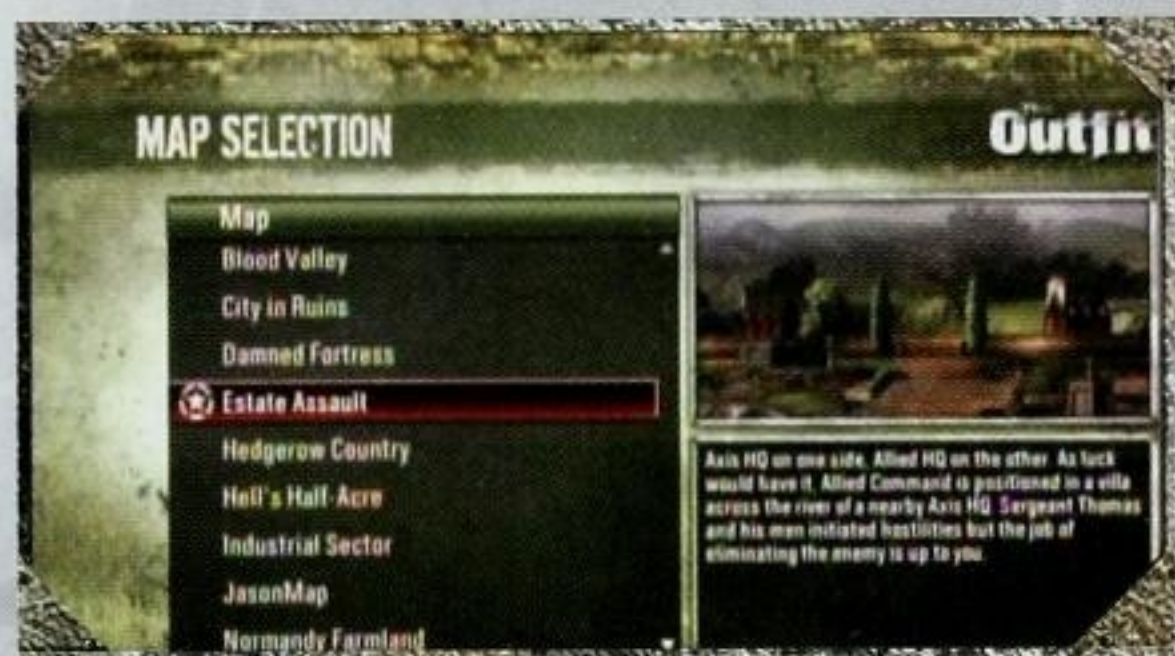 MAP SELECTION
Outfit
Map
Blood Valley
City in Ruins
Damned Fortress
Estate Assault
Hedgerow Country
Hell's Half-Acre
Industrial Sector
JasonMap
Normandy Farmland
Axis HQ on one side. Allied HQ on the other. As luck
would have it, Allied Command is positioned in a villa
across the river of a nearby Axis HQ. Sergeant Thomas
and his men initiated hostilities but the job of
eliminating the enemy is up to you.